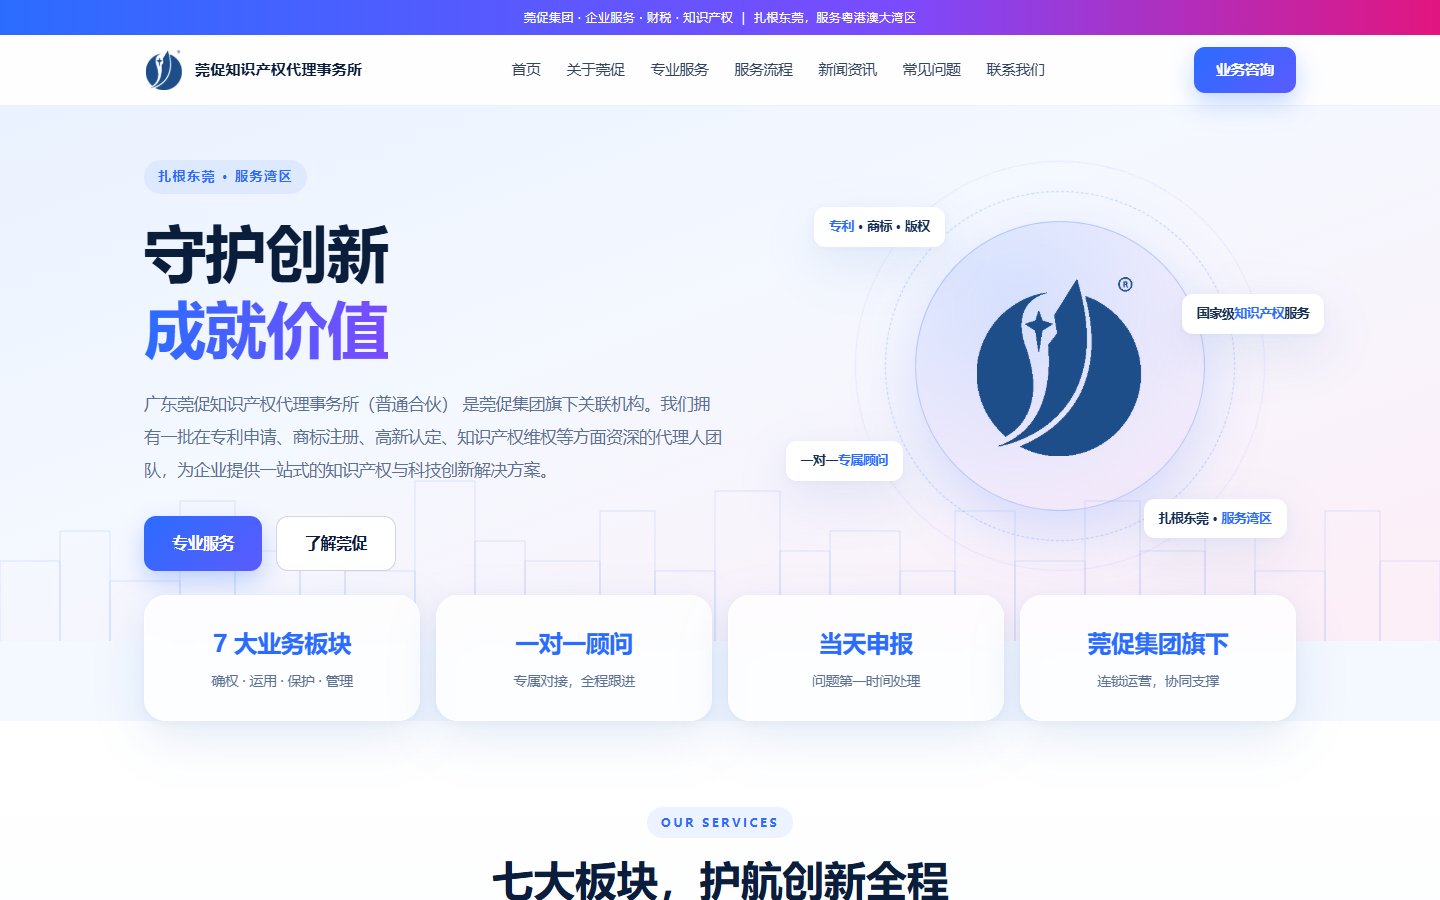 莞促集团 · 企业服务 · 财税 · 知识产权 | 扎根东莞，服务粤港澳大湾区
莞促知识产权代理事务所
首页 关于莞促 专业服务 服务流程 新闻资讯 常见问题 联系我们
业务咨询
扎根东莞 • 服务湾区
守护创新
成就价值
广东莞促知识产权代理事务所（普通合伙） 是莞促集团旗下关联机构。我们拥
有一批在专利申请、商标注册、高新认定、知识产权维权等方面资深的代理人团
队，为企业提供一站式的知识产权与科技创新解决方案。
专业服务
了解莞促
专利 • 商标 • 版权
®
国家级知识产权服务
一对一专属顾问
扎根东莞 • 服务湾区
7 大业务板块
确权 · 运用 · 保护 · 管理
一对一顾问
专属对接，全程跟进
当天申报
问题第一时间处理
莞促集团旗下
连锁运营，协同支撑
OUR SERVICES
七大板块，护航创新全程